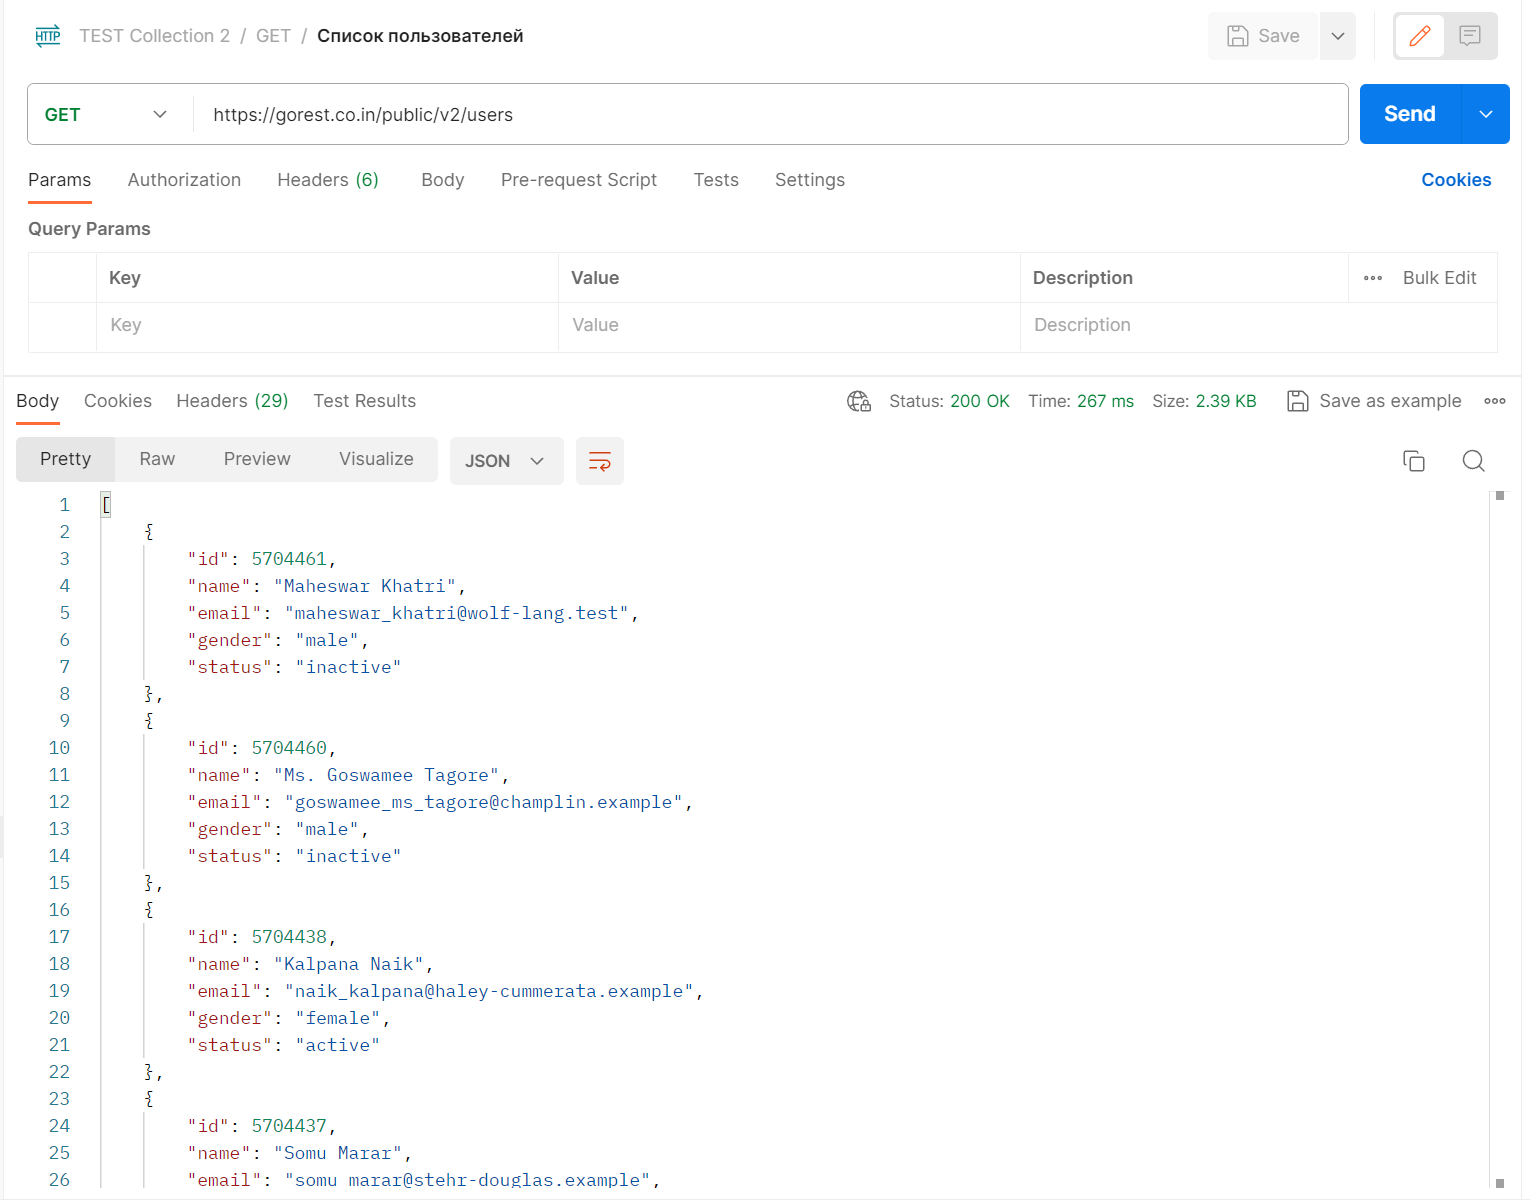 HTTP TEST Collection 2 / GET / Список пользователей Save
GET https://gorest.co.in/public/v2/users Send
Params Authorization Headers (6) Body Pre-request Script Tests Settings Cookies
Query Params
Key Value Description Bulk Edit
Key Value Description
Body Cookies Headers (29) Test Results Status: 200 OK Time: 267 ms Size: 2.39 KB Save as example
Pretty Raw Preview Visualize JSON
1 [
2 {
3 "id": 5704461,
4 "name": "Maheswar Khatri",
5 "email": "maheswar_khatri@wolf-lang.test",
6 "gender": "male",
7 "status": "inactive"
8 },
9 {
10 "id": 5704460,
11 "name": "Ms. Goswamee Tagore",
12 "email": "goswamee_ms_tagore@champlin.example",
13 "gender": "male",
14 "status": "inactive"
15 },
16 {
17 "id": 5704438,
18 "name": "Kalpana Naik",
19 "email": "naik_kalpana@haley-cummerata.example",
20 "gender": "female",
21 "status": "active"
22 },
23 {
24 "id": 5704437,
25 "name": "Somu Marar",
26 "email": "somu_marar@stehr-douglas.example",